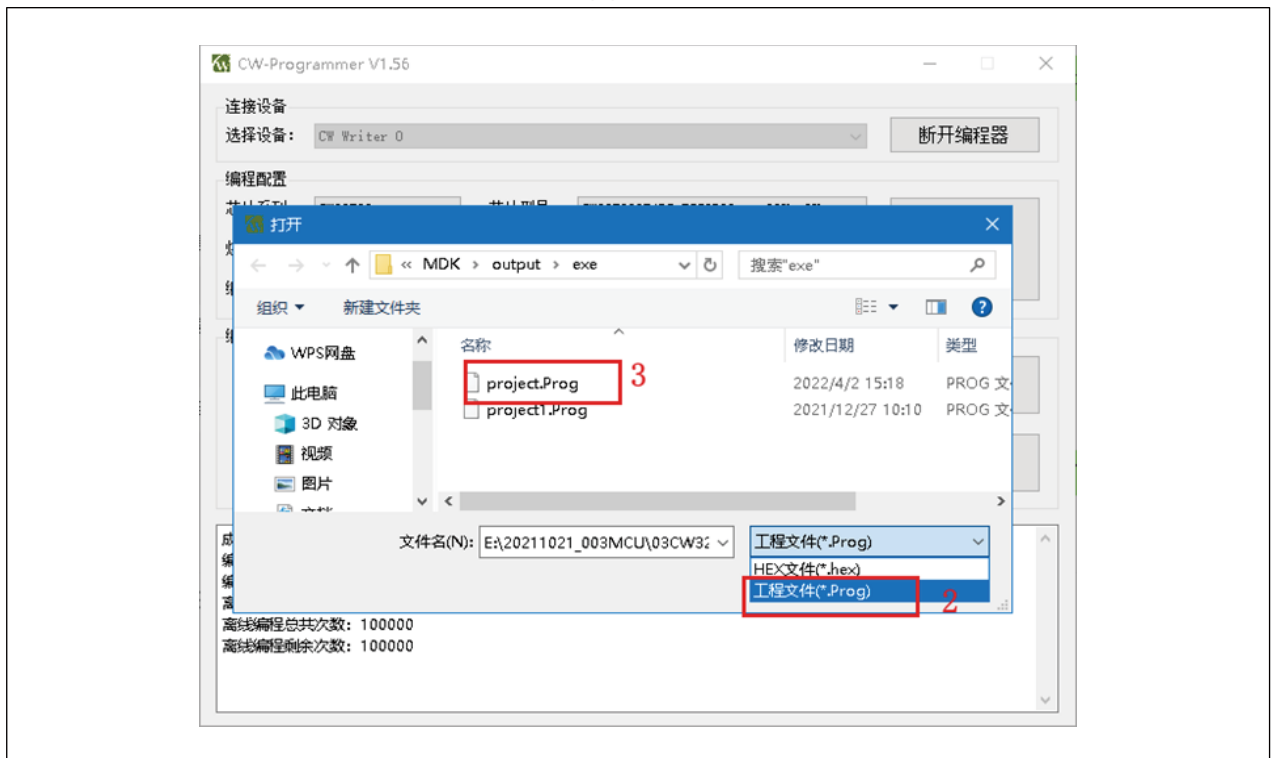 CW-Programmer V1.56
连接设备
选择设备： CW Writer 0 断开编程器
编程配置
打开
« MDK › output › exe 搜索"exe"
组织 新建文件夹
WPS网盘
此电脑
3D 对象
视频
图片
名称 修改日期 类型
project.Prog 2022/4/2 15:18 PROG 文
3
project1.Prog 2021/12/27 10:10 PROG 文
文件名(N): E:\20211021_003MCU\03CW32 工程文件(*.Prog)
HEX文件(*.hex)
工程文件(*.Prog)
2
离线编程总共次数：100000
离线编程剩余次数：100000